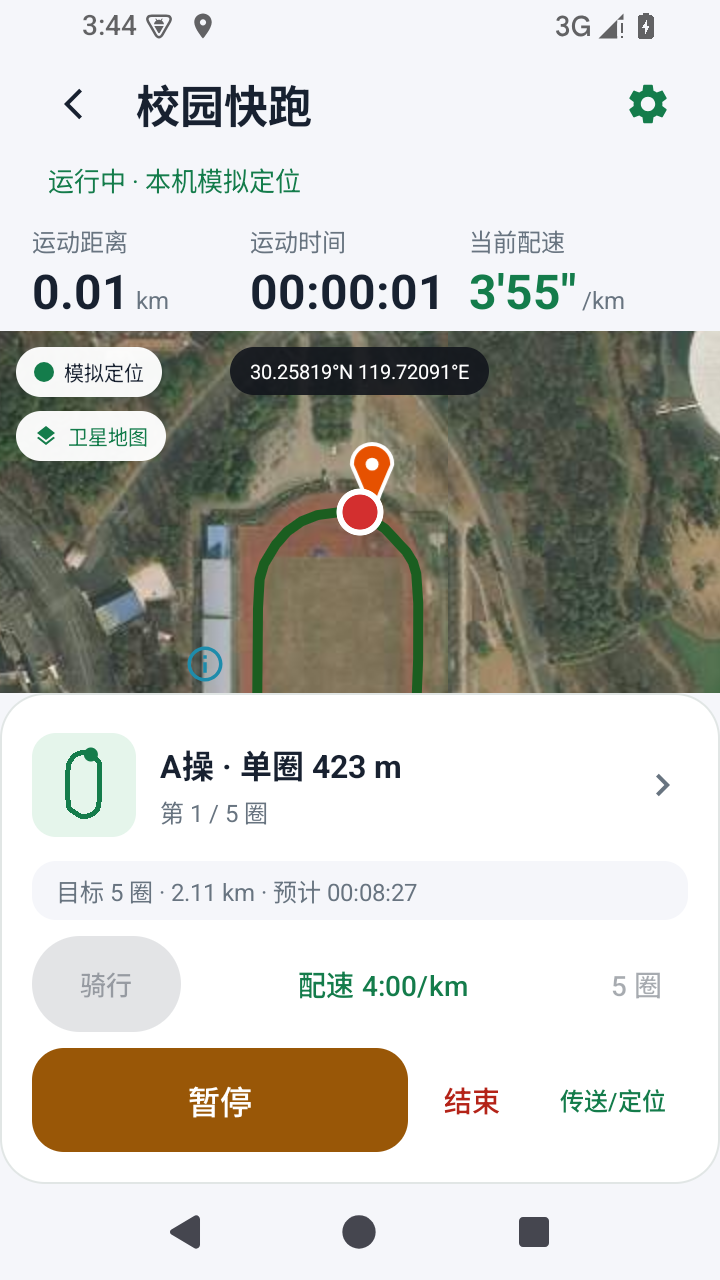 3:44
3G
校园快跑
运行中 · 本机模拟定位
运动距离 运动时间 当前配速
0.01 km 00:00:01 3'55" /km
模拟定位
30.25819°N 119.72091°E
卫星地图
A操 · 单圈 423 m
第 1 / 5 圈
目标 5 圈 · 2.11 km · 预计 00:08:27
骑行 配速 4:00/km 5 圈
暂停 结束 传送/定位